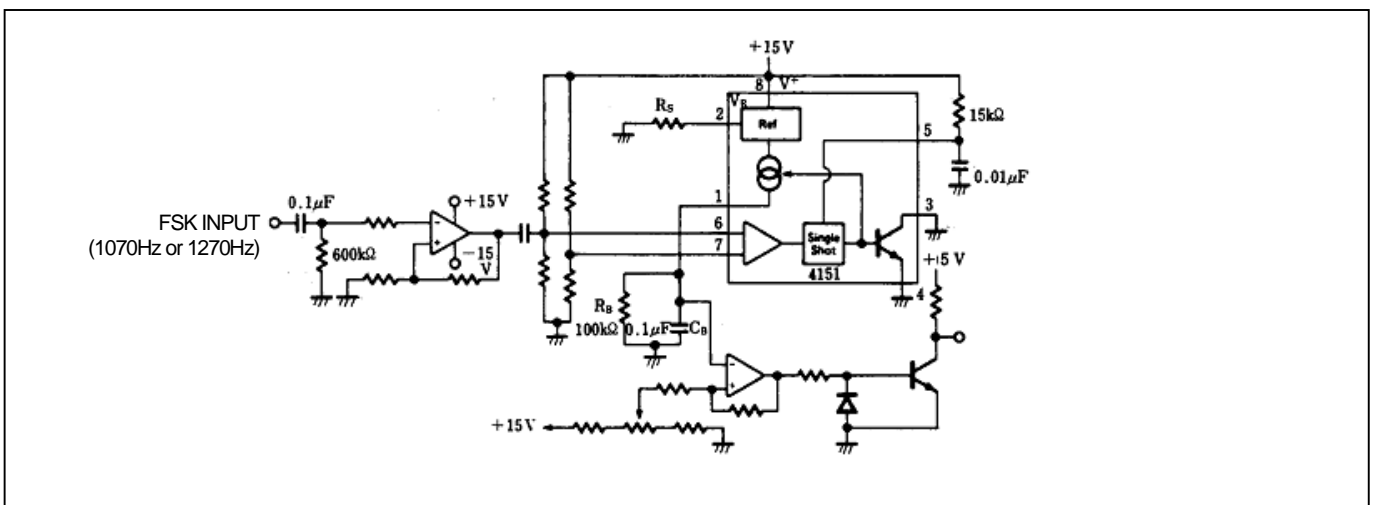 +15V
8 V+
VR
RS
2
Ref
5
15kΩ
0.01μF
1
3
0.1μF
+15V
FSK INPUT
(1070Hz or 1270Hz)
600kΩ
-
+
-15
V
6
7
Single
Shot
4151
+5V
4
RB
100kΩ
0.1μF
CB
-
+
+15V